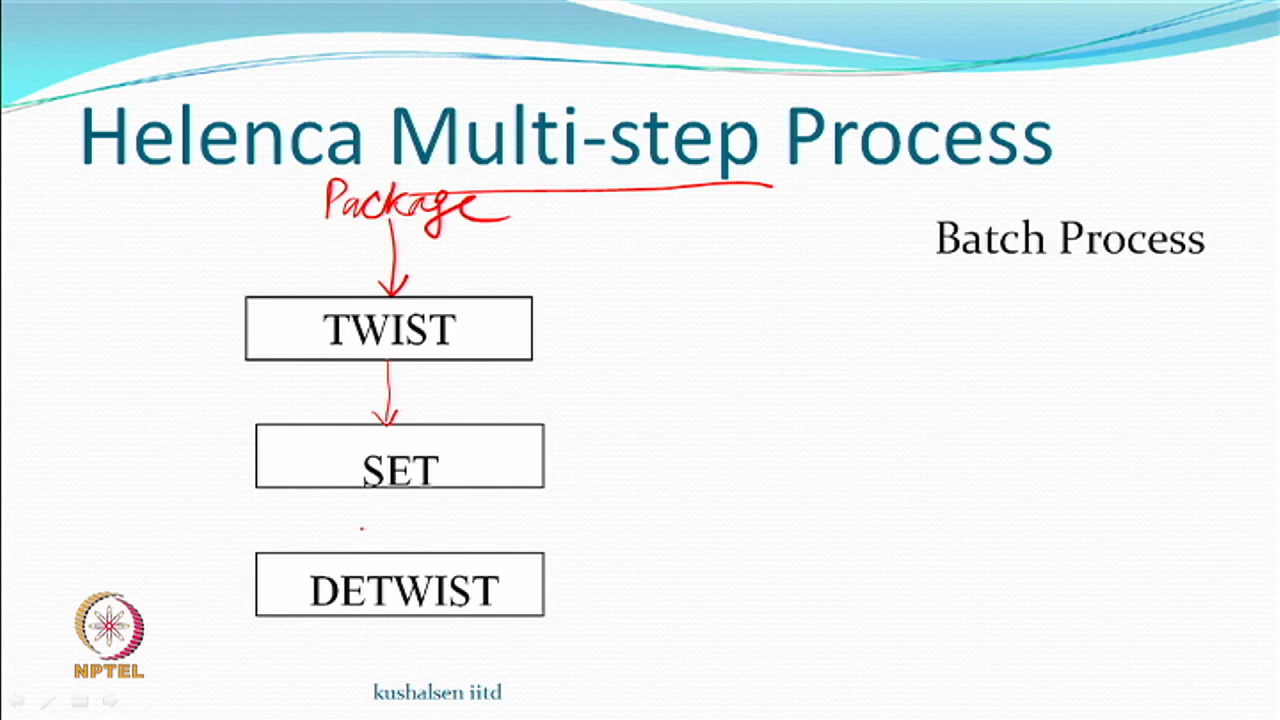 Helenca Multi-step Process
Package
Batch Process
TWIST
SET
DETWIST
NPTEL
kushalsen iitd